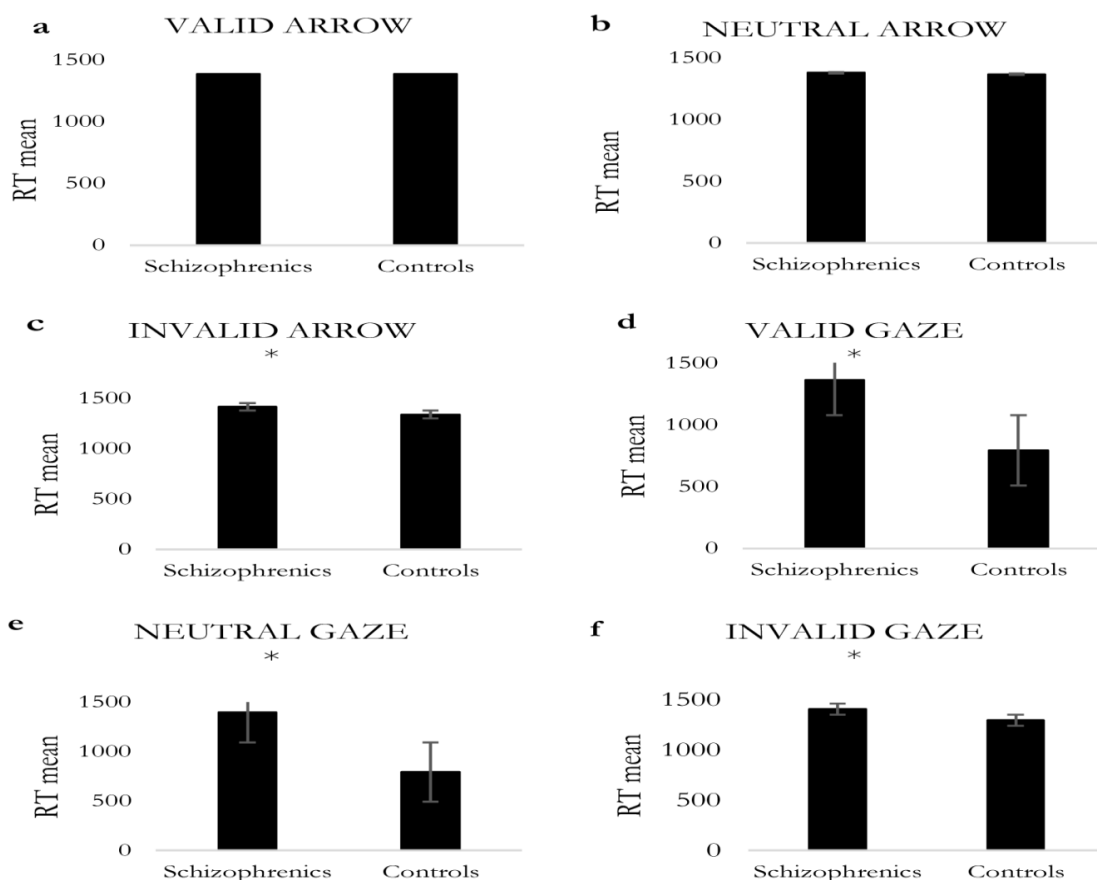 a
VALID ARROW
1500
1000
500
0
RT mean
Schizophrenics Controls
b
NEUTRAL ARROW
1500
1000
500
0
RT mean
Schizophrenics Controls
c
INVALID ARROW
*
1500
1000
500
0
RT mean
Schizophrenics Controls
d
VALID GAZE
*
1500
1000
500
0
RT mean
Schizophrenics Controls
e
NEUTRAL GAZE
*
1500
1000
500
0
RT mean
Schizophrenics Controls
f
INVALID GAZE
*
1500
1000
500
0
RT mean
Schizophrenics Controls